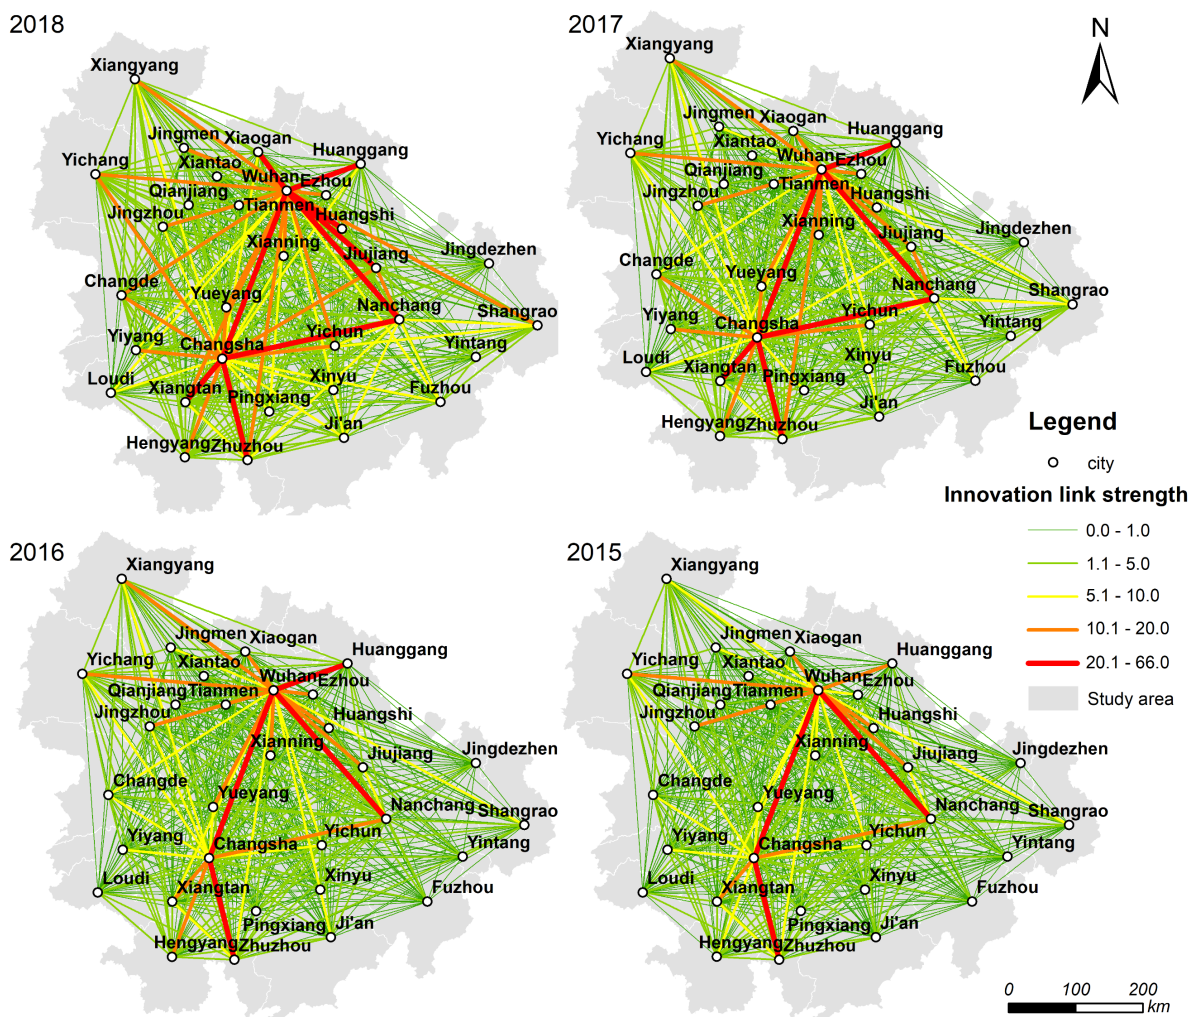 2018
Xiangyang
Jingmen
Xiaogan
Huanggang
Yichang
Xiantao
Wuhan
Ezhou
Qianjiang
Tianmen
Jingzhou
Huangshi
Xianning
Jiujiang
Jingdezhen
Changde
Yueyang
Nanchang
Shangrao
Yiyang
Changsha
Yichun
Yintang
Loudi
Xiangtan
Pingxiang
Xinyu
Fuzhou
Ji'an
Hengyang
Zhuzhou
2017
Xiangyang
Jingmen
Xiaogan
Huanggang
Yichang
Xiantao
Wuhan
Ezhou
Qianjiang
Tianmen
Jingzhou
Huangshi
Xianning
Jiujiang
Jingdezhen
Changde
Yueyang
Nanchang
Shangrao
Yiyang
Changsha
Yichun
Yintang
Loudi
Xiangtan
Pingxiang
Xinyu
Fuzhou
Ji'an
Hengyang
Zhuzhou
N
Legend
city
Innovation link strength
0.0 - 1.0
1.1 - 5.0
5.1 - 10.0
10.1 - 20.0
20.1 - 66.0
Study area
2016
Xiangyang
Jingmen
Xiaogan
Huanggang
Yichang
Xiantao
Wuhan
Ezhou
Qianjiang
Tianmen
Jingzhou
Huangshi
Xianning
Jiujiang
Jingdezhen
Changde
Yueyang
Nanchang
Shangrao
Yiyang
Changsha
Yichun
Yintang
Loudi
Xiangtan
Xinyu
Fuzhou
Pingxiang
Ji'an
Hengyang
Zhuzhou
2015
Xiangyang
Jingmen
Xiaogan
Huanggang
Yichang
Xiantao
Wuhan
Ezhou
Qianjiang
Tianmen
Jingzhou
Huangshi
Xianning
Jiujiang
Jingdezhen
Changde
Yueyang
Nanchang
Shangrao
Yiyang
Changsha
Yichun
Yintang
Loudi
Xiangtan
Xinyu
Fuzhou
Pingxiang
Ji'an
Hengyang
Zhuzhou
0 100 200
km